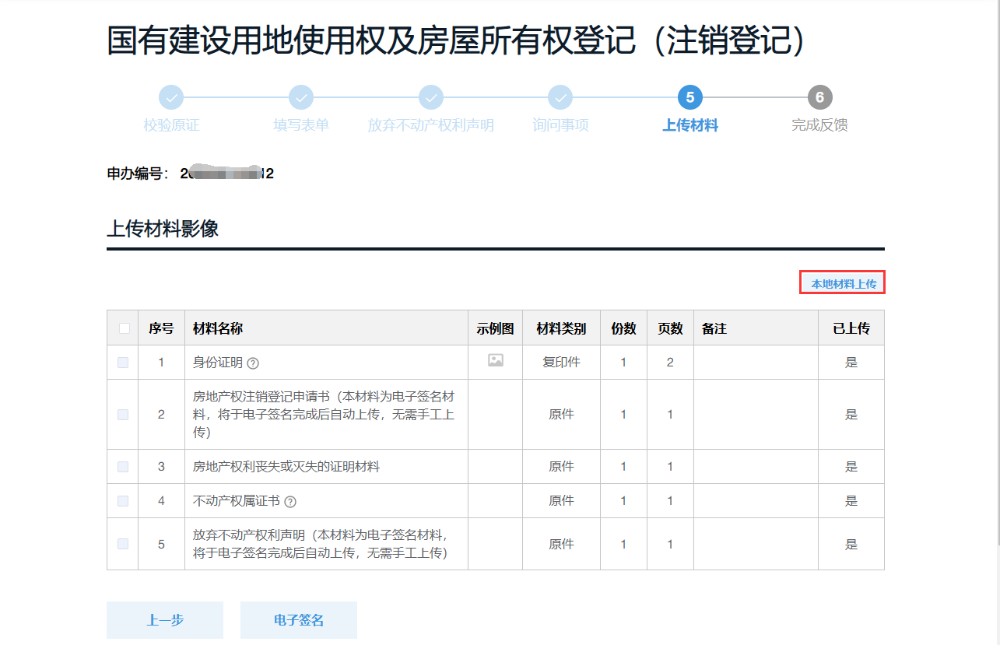 国有建设用地使用权及房屋所有权登记（注销登记）
5 6
校验原证 填写表单 放弃不动产权利声明 询问事项 上传材料 完成反馈
申办编号： 2 12
上传材料影像
本地材料上传
序号 材料名称 示例图 材料类别 份数 页数 备注 已上传
1 身份证明 ? 复印件 1 2 是
房地产权注销登记申请书（本材料为电子签名材
2 料，将于电子签名完成后自动上传，无需手工上 原件 1 1 是
传）
3 房地产权利丧失或灭失的证明材料 原件 1 1 是
4 不动产权属证书 ? 原件 1 1 是
放弃不动产权利声明（本材料为电子签名材料，
5 将于电子签名完成后自动上传，无需手工上传） 原件 1 1 是
上一步 电子签名